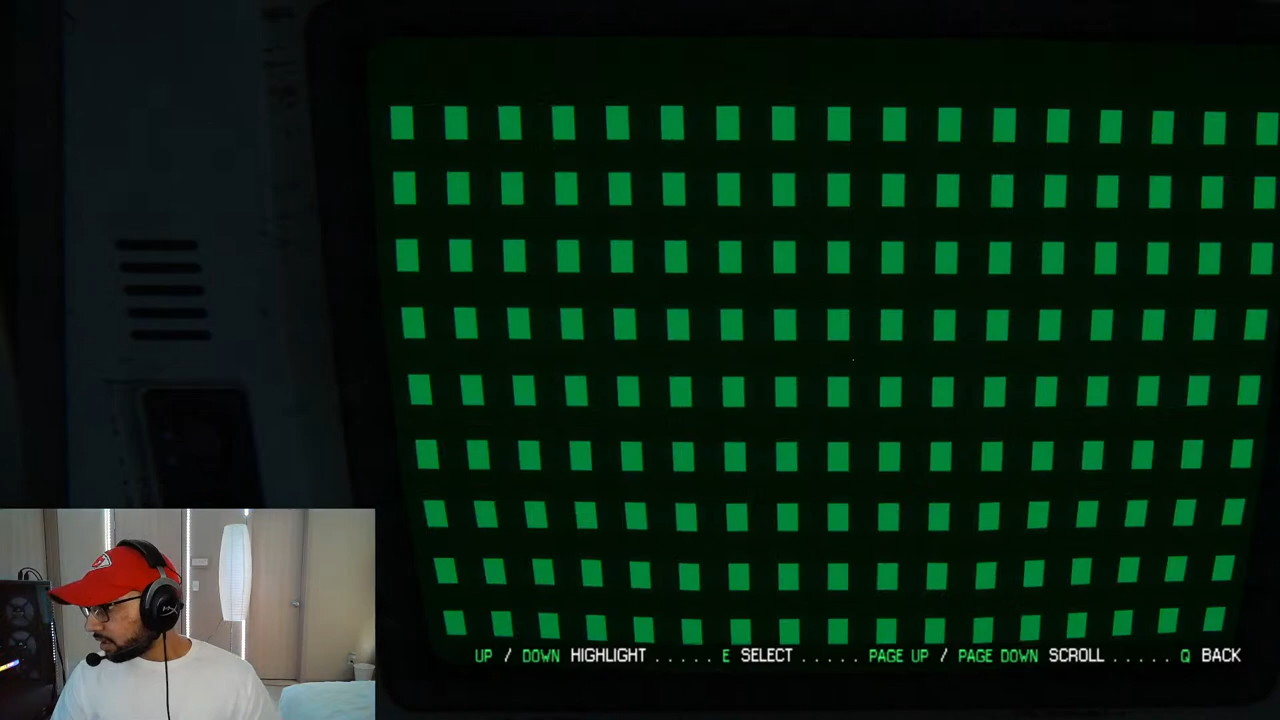 UP / DOWN HIGHLIGHT ..... E SELECT ..... PAGE UP / PAGE DOWN SCROLL ..... Q BACK